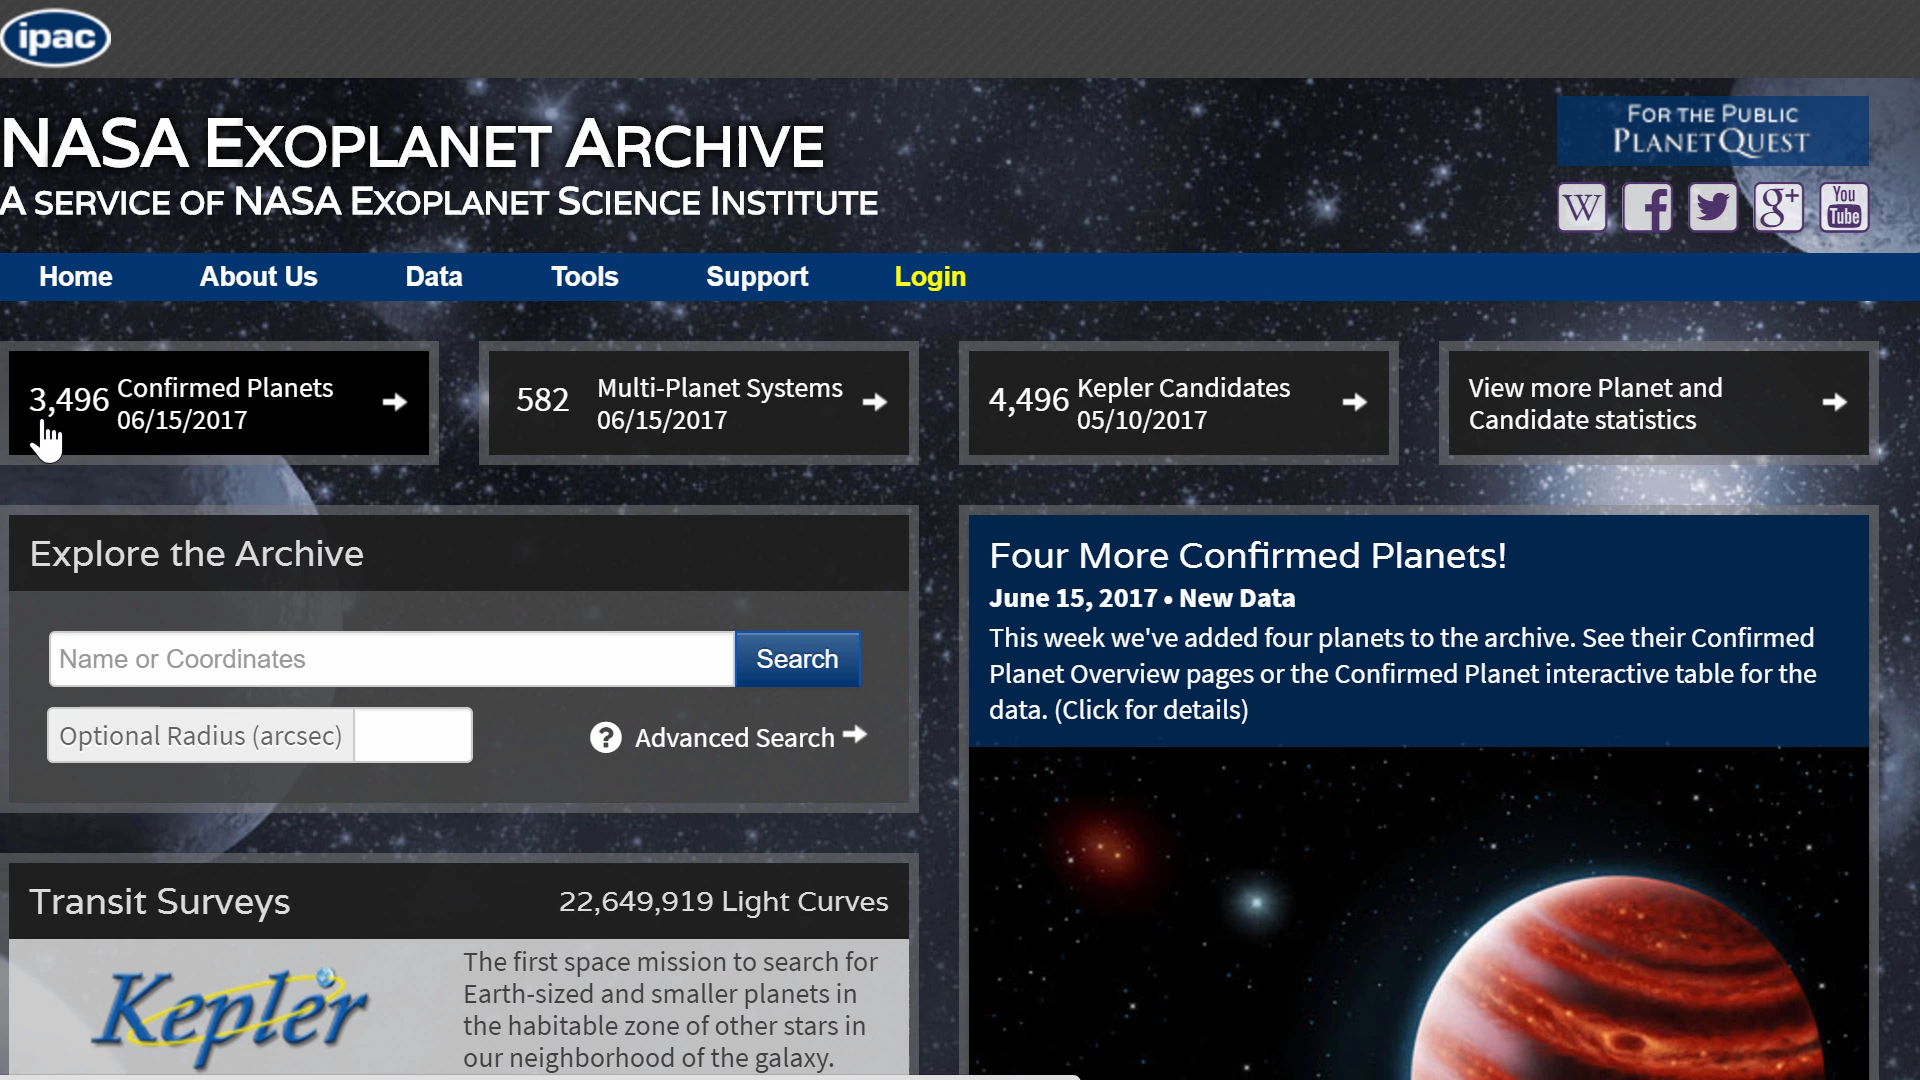 ipac
NASA EXOPLANET ARCHIVE
A SERVICE OF NASA EXOPLANET SCIENCE INSTITUTE
FOR THE PUBLIC
PLANETQUEST
W f g+ You Tube
Home About Us Data Tools Support Login
3,496 Confirmed Planets
06/15/2017
582 Multi-Planet Systems
06/15/2017
4,496 Kepler Candidates
05/10/2017
View more Planet and
Candidate statistics
Explore the Archive
Name or Coordinates Search
Optional Radius (arcsec) ? Advanced Search
Four More Confirmed Planets!
June 15, 2017 • New Data
This week we've added four planets to the archive. See their Confirmed
Planet Overview pages or the Confirmed Planet interactive table for the
data. (Click for details)
Transit Surveys 22,649,919 Light Curves
Kepler
The first space mission to search for
Earth-sized and smaller planets in
the habitable zone of other stars in
our neighborhood of the galaxy.